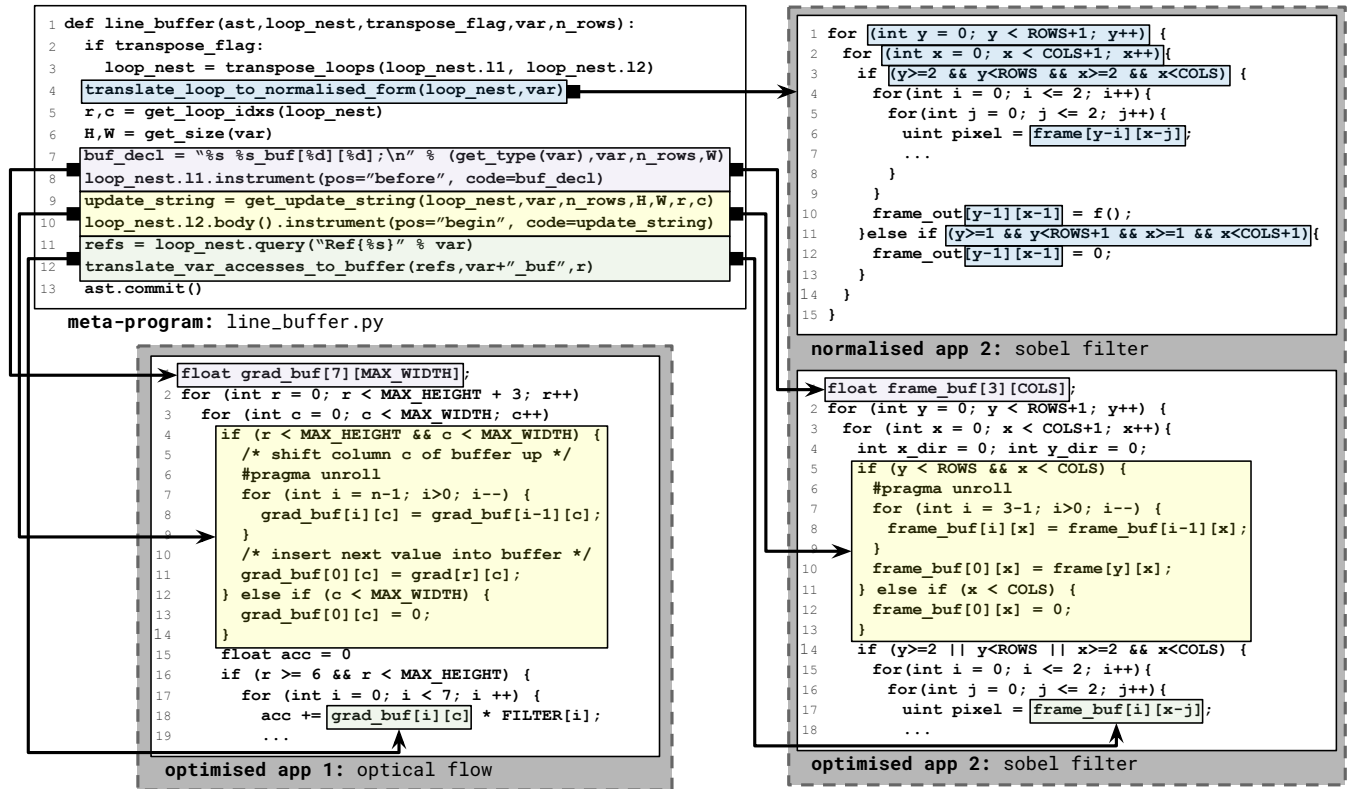 1 def line_buffer(ast,loop_nest,transpose_flag,var,n_rows):
2 if transpose_flag:
3 loop_nest = transpose_loops(loop_nest.l1, loop_nest.l2)
4 translate_loop_to_normalised_form(loop_nest,var)
5 r,c = get_loop_idxs(loop_nest)
6 H,W = get_size(var)
7 buf_decl = “%s %s_buf[%d][%d];\n” % (get_type(var),var,n_rows,W)
8 loop_nest.l1.instrument(pos=”before”, code=buf_decl)
9 update_string = get_update_string(loop_nest,var,n_rows,H,W,r,c)
10 loop_nest.l2.body().instrument(pos=”begin”, code=update_string)
11 refs = loop_nest.query(“Ref{%s}” % var)
12 translate_var_accesses_to_buffer(refs,var+”_buf”,r)
13 ast.commit()
meta-program: line_buffer.py
1 for (int y = 0; y < ROWS+1; y++) {
2 for (int x = 0; x < COLS+1; x++){
3 if (y>=2 && y<ROWS && x>=2 && x<COLS) {
4 for(int i = 0; i <= 2; i++){
5 for(int j = 0; j <= 2; j++){
6 uint pixel = frame[y-i][x-j];
7 ...
8 }
9 }
10 frame_out[y-1][x-1] = f();
11 }else if (y>=1 && y<ROWS+1 && x>=1 && x<COLS+1){
12 frame_out[y-1][x-1] = 0;
13 }
14 }
15 }
normalised app 2: sobel filter
float grad_buf[7][MAX_WIDTH];
2 for (int r = 0; r < MAX_HEIGHT + 3; r++)
3 for (int c = 0; c < MAX_WIDTH; c++)
4 if (r < MAX_HEIGHT && c < MAX_WIDTH) {
5 /* shift column c of buffer up */
6 #pragma unroll
7 for (int i = n-1; i>0; i--) {
8 grad_buf[i][c] = grad_buf[i-1][c];
9 }
10 /* insert next value into buffer */
11 grad_buf[0][c] = grad[r][c];
12 } else if (c < MAX_WIDTH) {
13 grad_buf[0][c] = 0;
14 }
15 float acc = 0
16 if (r >= 6 && r < MAX_HEIGHT) {
17 for (int i = 0; i < 7; i ++) {
18 acc += grad_buf[i][c] * FILTER[i];
19 ...
optimised app 1: optical flow
float frame_buf[3][COLS];
2 for (int y = 0; y < ROWS+1; y++) {
3 for (int x = 0; x < COLS+1; x++){
4 int x_dir = 0; int y_dir = 0;
5 if (y < ROWS && x < COLS) {
6 #pragma unroll
7 for (int i = 3-1; i>0; i--) {
8 frame_buf[i][x] = frame_buf[i-1][x];
9 }
10 frame_buf[0][x] = frame[y][x];
11 } else if (x < COLS) {
12 frame_buf[0][x] = 0;
13 }
14 if (y>=2 || y<ROWS || x>=2 && x<COLS) {
15 for(int i = 0; i <= 2; i++){
16 for(int j = 0; j <= 2; j++){
17 uint pixel = frame_buf[i][x-j];
18 ...
optimised app 2: sobel filter